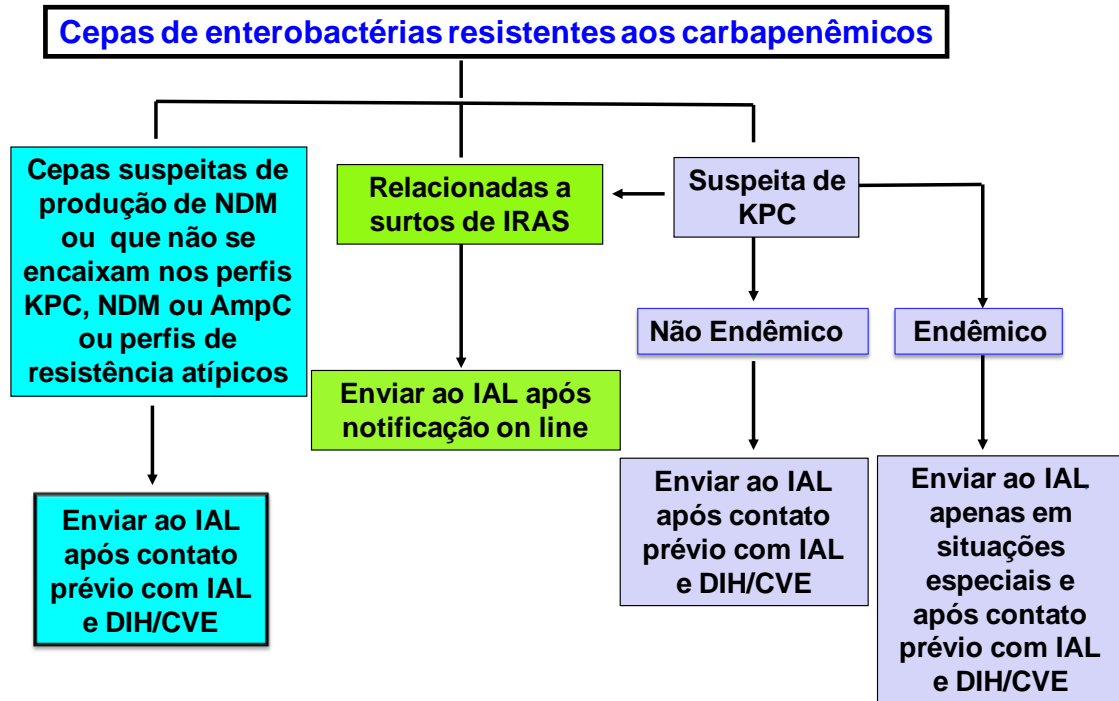 Cepas de enterobactérias resistentes aos carbapenêmicos
Cepas suspeitas de
produção de NDM
ou que não se
encaixam nos perfis
KPC, NDM ou AmpC
ou perfis de
resistência atípicos
Relacionadas a
surtos de IRAS
Suspeita de
KPC
Não Endêmico
Endêmico
Enviar ao IAL após
notificação on line
Enviar ao IAL
após contato
prévio com IAL
e DIH/CVE
Enviar ao IAL
após contato
prévio com IAL
e DIH/CVE
Enviar ao IAL
apenas em
situações
especiais e
após contato
prévio com IAL
e DIH/CVE